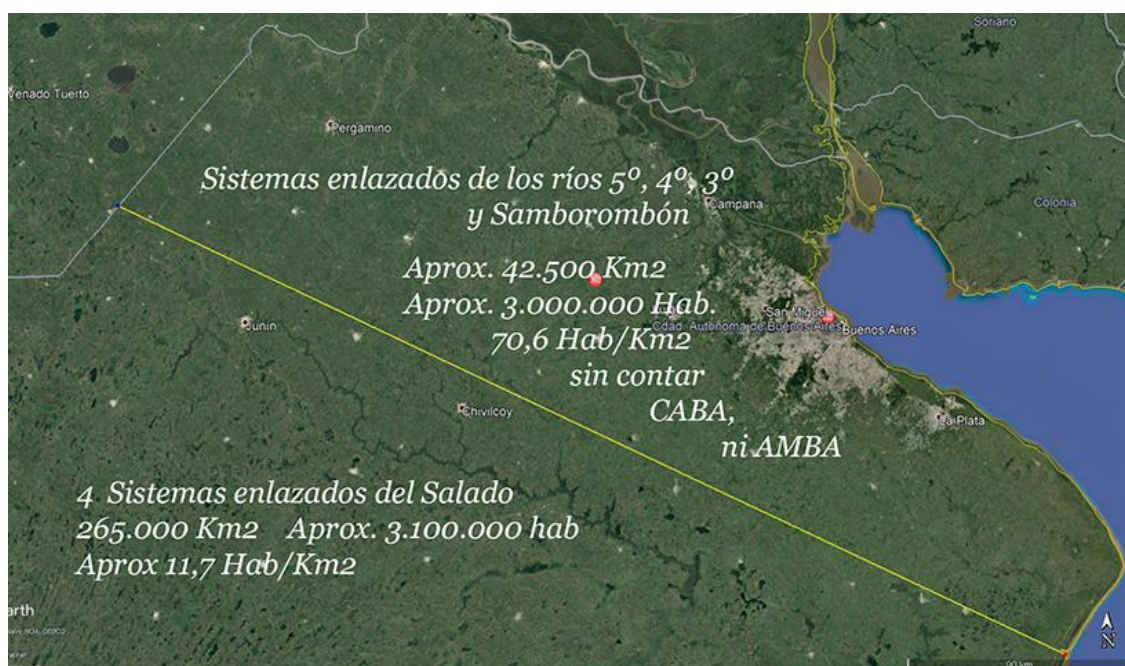 Soriano
Venado Tuerto
Pergamino
Sistemas enlazados de los ríos 5º, 4º, 3º
y Samborombón
Campana
Colonia
Aprox. 42.500 Km2
Aprox. 3.000.000 Hab.
San Miguel
Cdad. Autónoma de Buenos Aires
Buenos Aires
Junín
70,6 Hab/Km2
sin contar
CABA,
Chivilcoy
La Plata
ni AMBA
4 Sistemas enlazados del Salado
265.000 Km2 Aprox. 3.100.000 hab
Aprox 11,7 Hab/Km2
arth
N
90 km